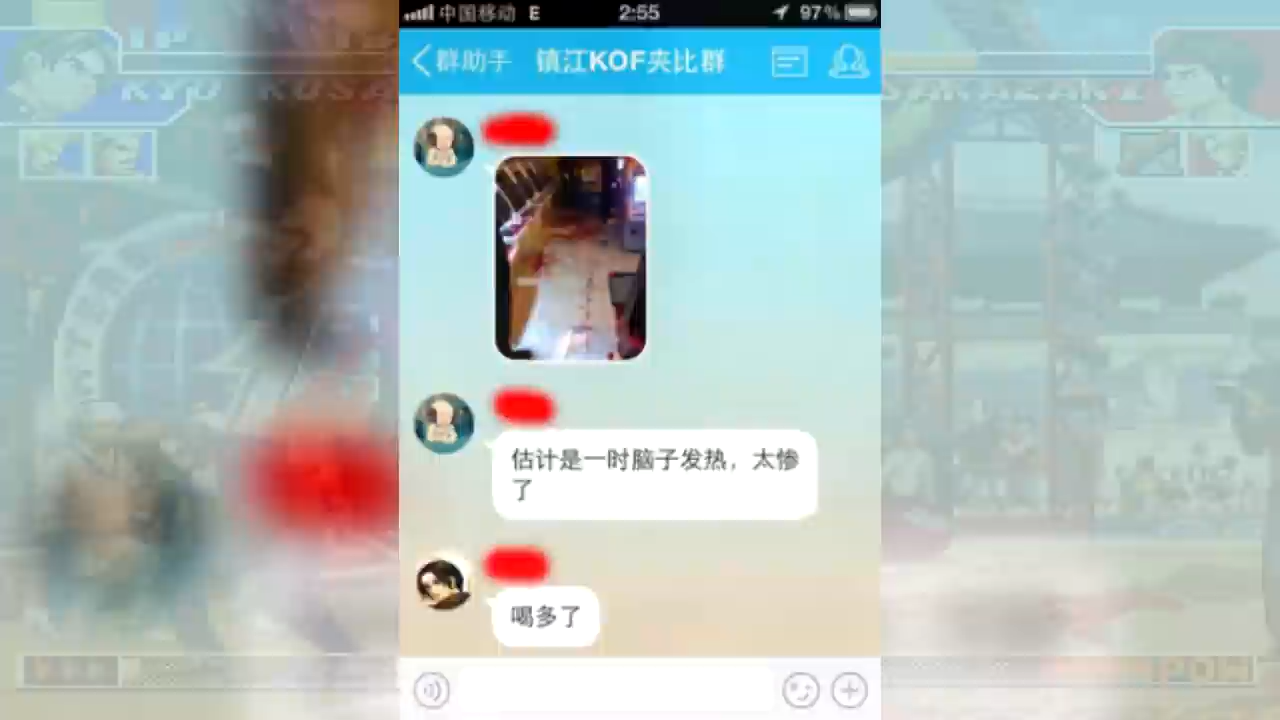 中国移动 E 2:55 97%
群助手 镇江KOF夹比群
估计是一时脑子发热，太惨
了
喝多了